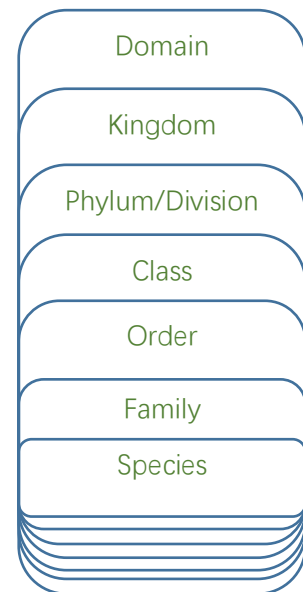 Domain
Kingdom
Phylum/Division
Class
Order
Family
Species